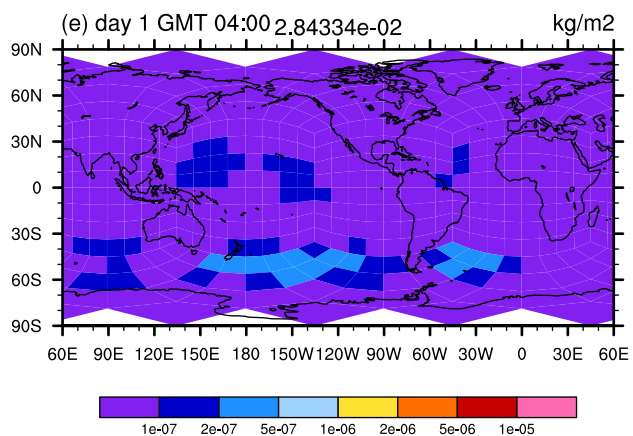 (e) day 1 GMT 04:00 2.84334e-02 kg/m2
90N
60N
30N
0
30S
60S
90S
60E 90E 120E 150E 180 150W 120W 90W 60W 30W 0 30E 60E
1e-07 2e-07 5e-07 1e-06 2e-06 5e-06 1e-05